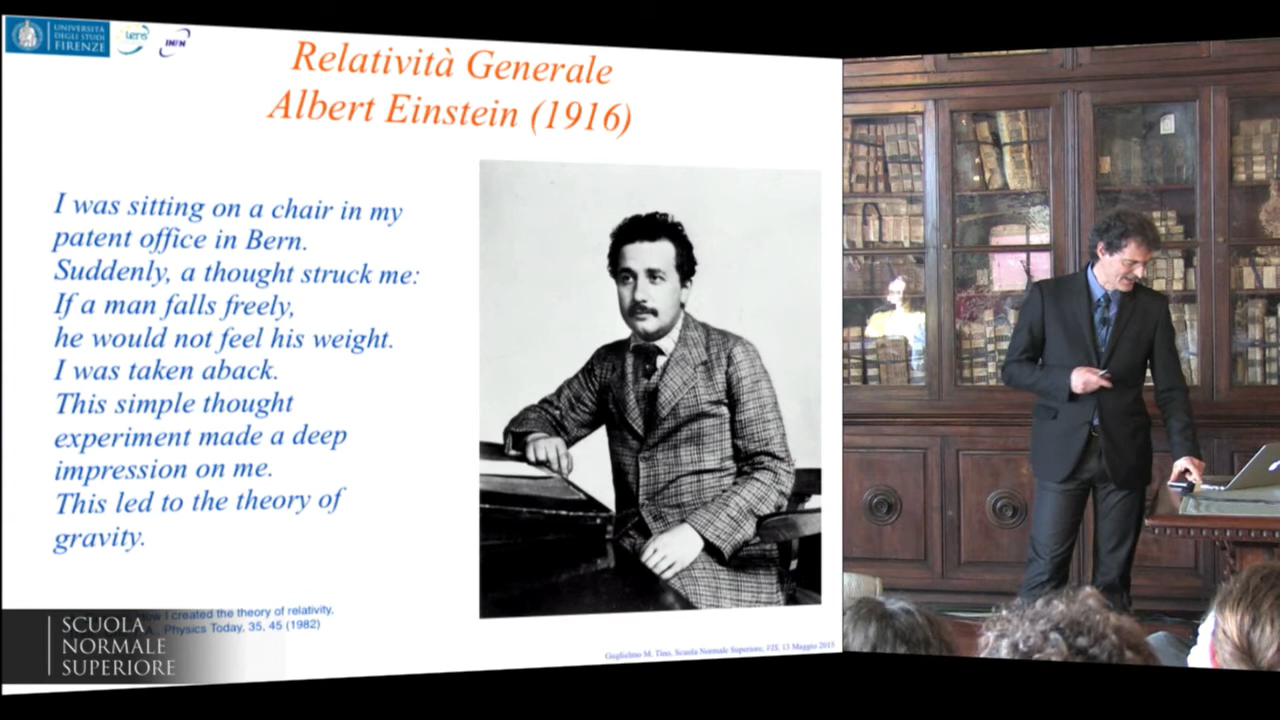 UNIVERSITÀ
DEGLI STUDI
FIRENZE
lens
INFN
Relatività Generale
Albert Einstein (1916)
I was sitting on a chair in my
patent office in Bern.
Suddenly, a thought struck me:
If a man falls freely,
he would not feel his weight.
I was taken aback.
This simple thought
experiment made a deep
impression on me.
This led to the theory of
gravity.
I created the theory of relativity,
Physics Today, 35, 45 (1982)
SCUOLA
NORMALE
SUPERIORE
Guglielmo M. Tino, Scuola Normale Superiore, VIS, 13 Maggio 2015